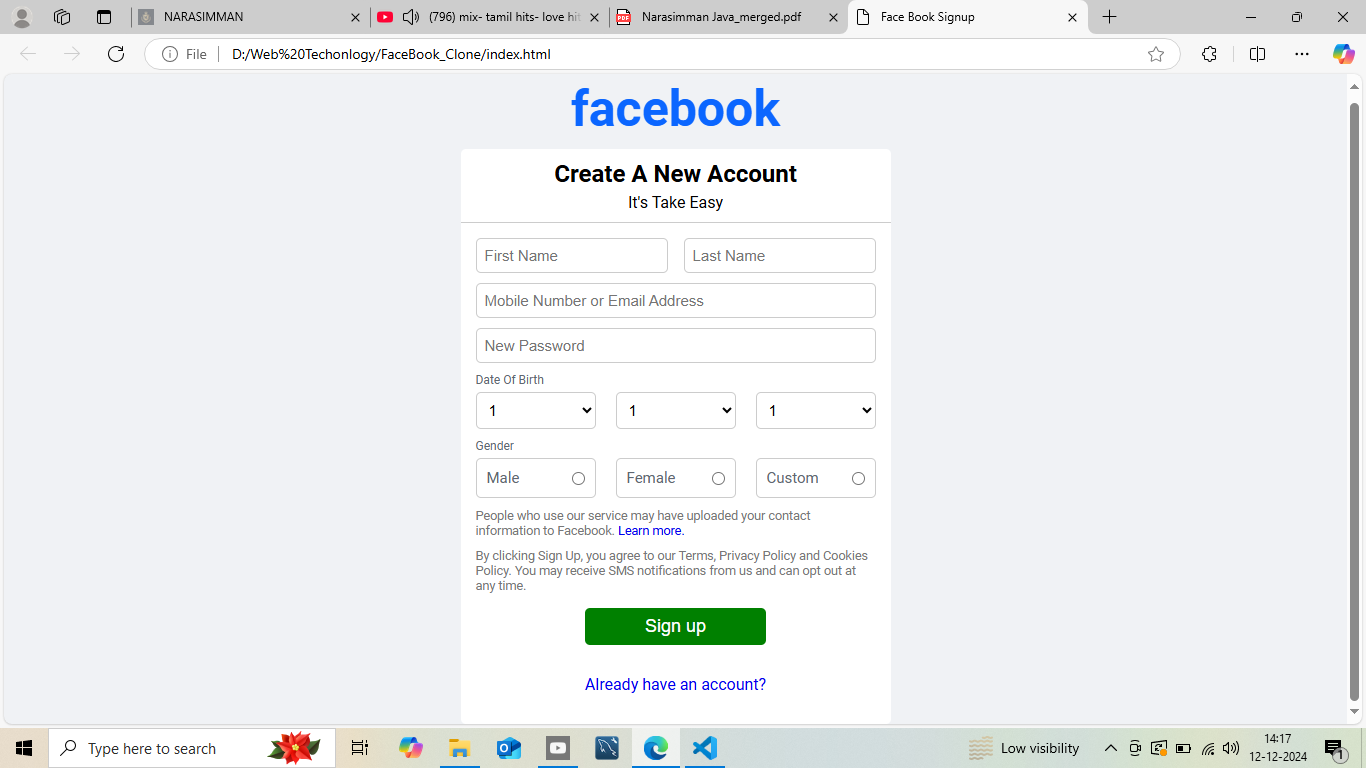 NARASIMMAN
(796) mix- tamil hits- love hit
Narasimman Java_merged.pdf
Face Book Signup
File
D:/Web%20Techonlogy/FaceBook_Clone/index.html
facebook
Create A New Account
It's Take Easy
First Name
Last Name
Mobile Number or Email Address
New Password
Date Of Birth
1
1
1
Gender
Male
Female
Custom
People who use our service may have uploaded your contact
information to Facebook. Learn more.
By clicking Sign Up, you agree to our Terms, Privacy Policy and Cookies
Policy. You may receive SMS notifications from us and can opt out at
any time.
Sign up
Already have an account?
Type here to search
Low visibility
14:17
12-12-2024
1